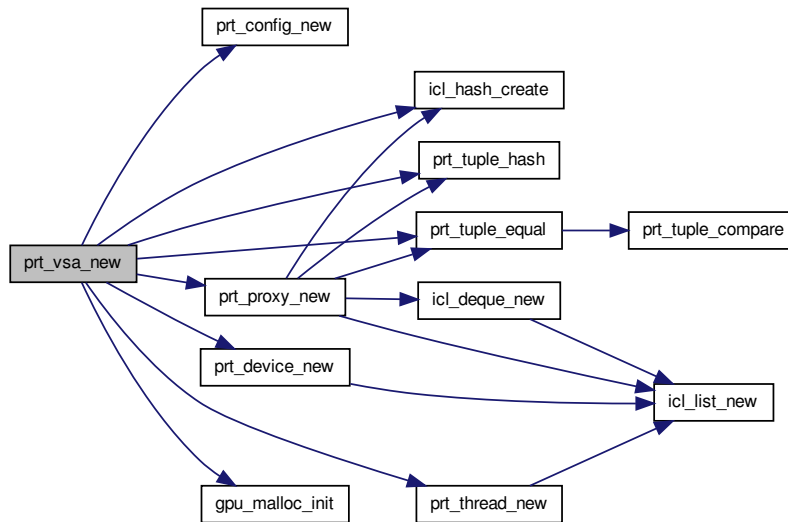 prt_config_new
icl_hash_create
prt_tuple_hash
prt_tuple_equal
prt_tuple_compare
prt_vsa_new
prt_proxy_new
icl_deque_new
prt_device_new
icl_list_new
gpu_malloc_init
prt_thread_new